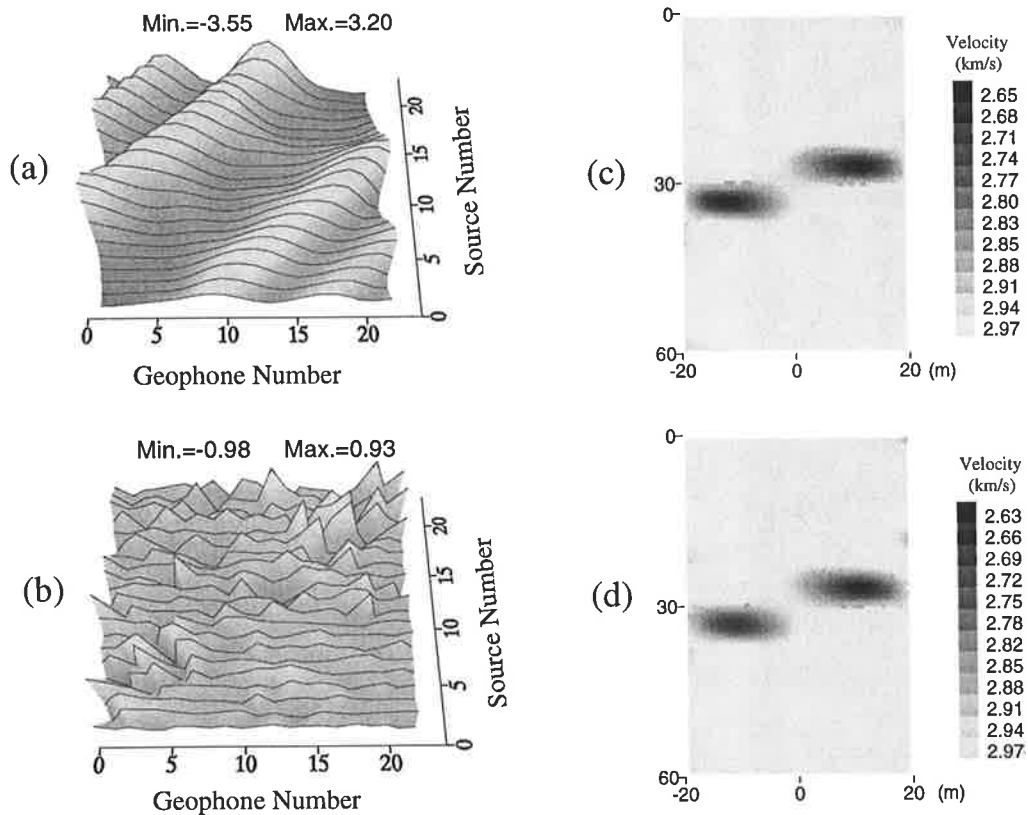 Min.=-3.55 Max.=3.20
(a)
20
15
10
5
0
Source Number
0 5 10 15 20
Geophone Number
(c)
0
30
60
-20 0 20 (m)
Velocity
(km/s)
2.65
2.68
2.71
2.74
2.77
2.80
2.83
2.85
2.88
2.91
2.94
2.97
Min.=-0.98 Max.=0.93
(b)
20
15
10
5
0
Source Number
0 5 10 15 20
Geophone Number
(d)
0
30
60
-20 0 20 (m)
Velocity
(km/s)
2.63
2.66
2.69
2.72
2.75
2.78
2.82
2.85
2.88
2.91
2.94
2.97